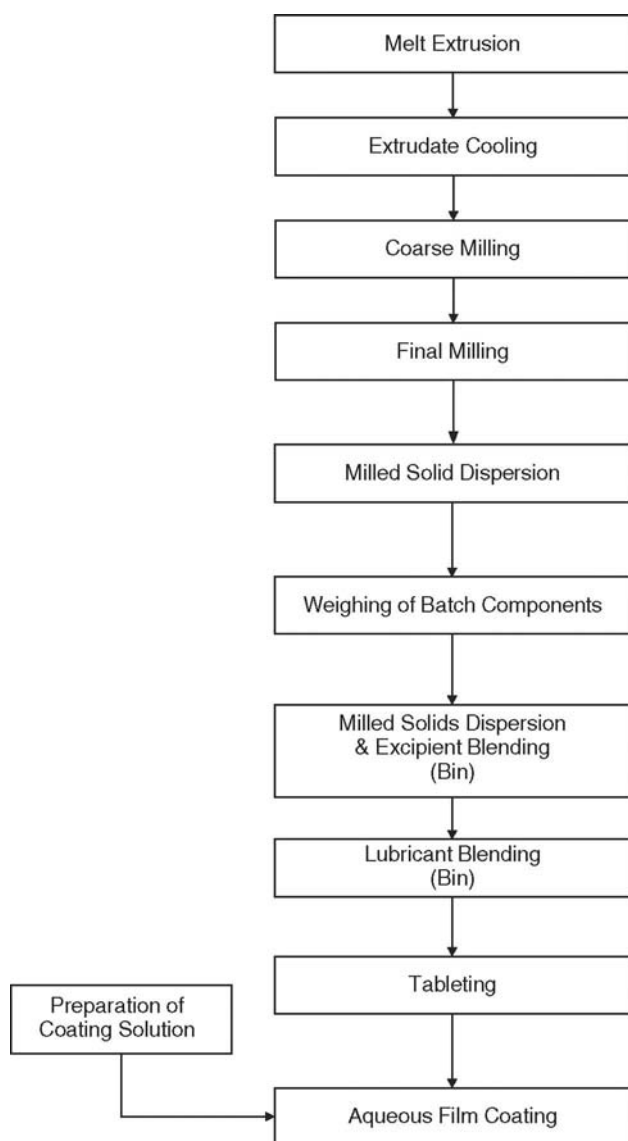 Melt Extrusion
Extrudate Cooling
Coarse Milling
Final Milling
Milled Solid Dispersion
Weighing of Batch Components
Milled Solids Dispersion
& Excipient Blending
(Bin)
Lubricant Blending
(Bin)
Tableting
Preparation of
Coating Solution
Aqueous Film Coating